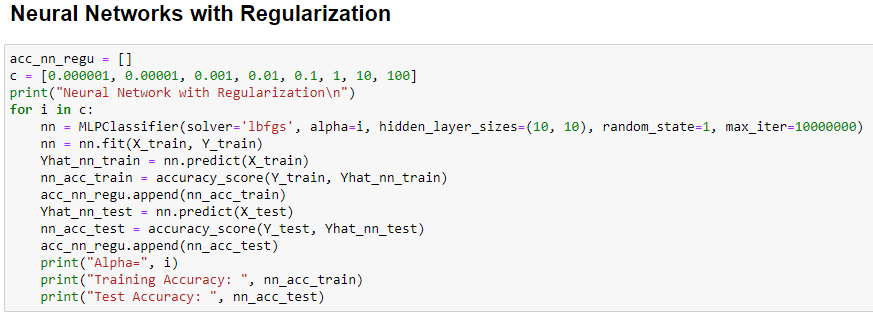 Neural Networks with Regularization
acc_nn_regu = []
c = [0.000001, 0.00001, 0.001, 0.01, 0.1, 1, 10, 100]
print("Neural Network with Regularization\n")
for i in c:
    nn = MLPClassifier(solver='lbfgs', alpha=i, hidden_layer_sizes=(10, 10), random_state=1, max_iter=10000000)
    nn = nn.fit(X_train, Y_train)
    Yhat_nn_train = nn.predict(X_train)
    nn_acc_train = accuracy_score(Y_train, Yhat_nn_train)
    acc_nn_regu.append(nn_acc_train)
    Yhat_nn_test = nn.predict(X_test)
    nn_acc_test = accuracy_score(Y_test, Yhat_nn_test)
    acc_nn_regu.append(nn_acc_test)
    print("Alpha=", i)
    print("Training Accuracy: ", nn_acc_train)
    print("Test Accuracy: ", nn_acc_test)